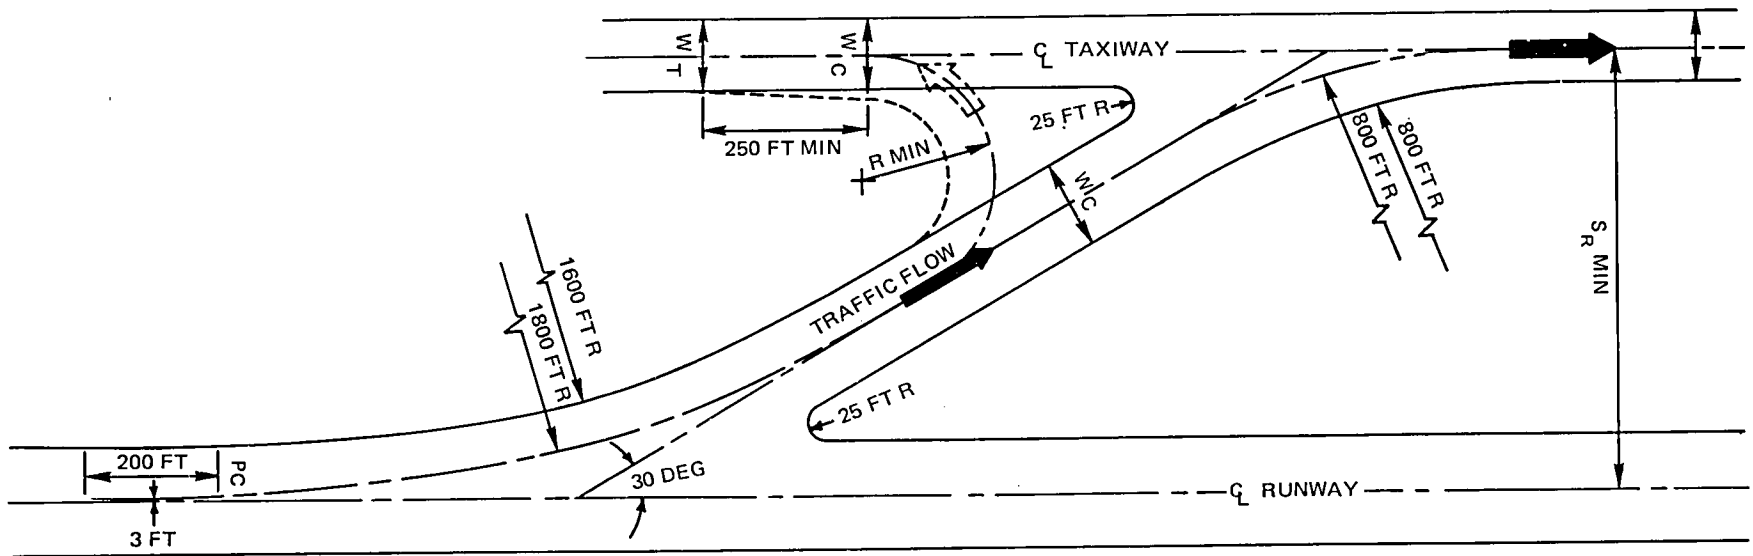 W T
W C
℄ TAXIWAY
25 FT R
250 FT MIN
R MIN
W C
800 FT R
800 FT R
S R MIN
1600 FT R
1800 FT R
TRAFFIC FLOW
25 FT R
200 FT
PC
30 DEG
℄ RUNWAY
3 FT